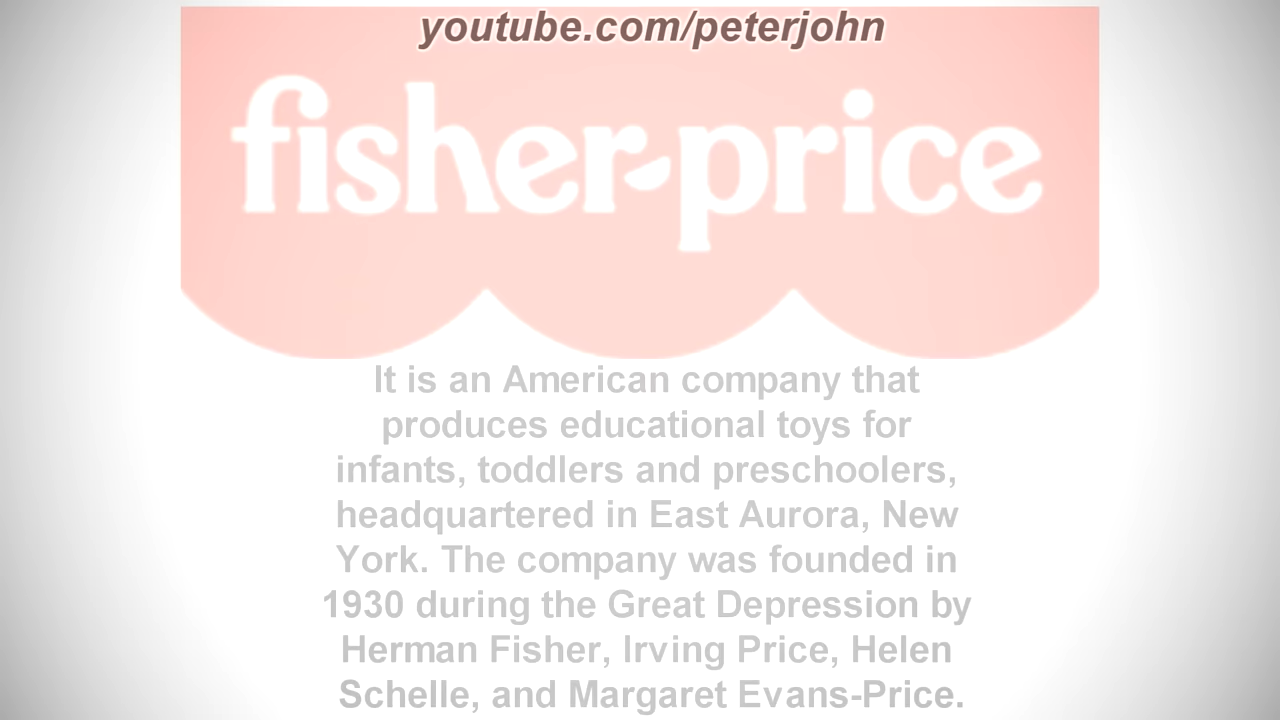 youtube.com/peterjohn
fisher-price
It is an American company that
produces educational toys for
infants, toddlers and preschoolers,
headquartered in East Aurora, New
York. The company was founded in
1930 during the Great Depression by
Herman Fisher, Irving Price, Helen
Schelle, and Margaret Evans-Price.